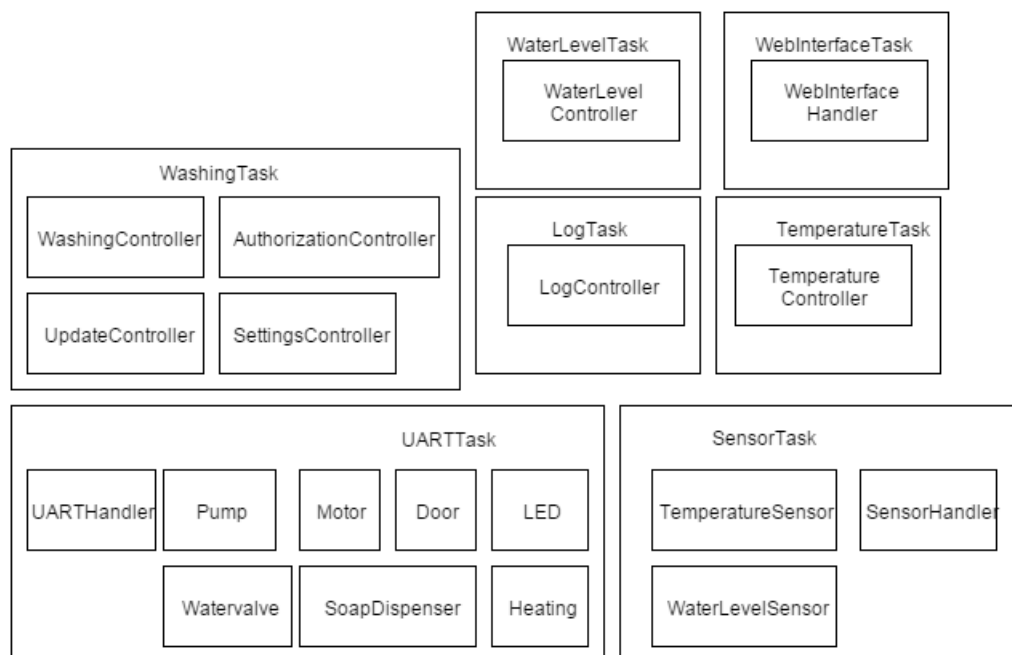 WaterLevelTask
WaterLevel
Controller
WebInterfaceTask
WebInterface
Handler
WashingTask
WashingController
AuthorizationController
UpdateController
SettingsController
LogTask
LogController
TemperatureTask
Temperature
Controller
UARTTask
UARTHandler
Pump
Motor
Door
LED
Watervalve
SoapDispenser
Heating
SensorTask
TemperatureSensor
SensorHandler
WaterLevelSensor